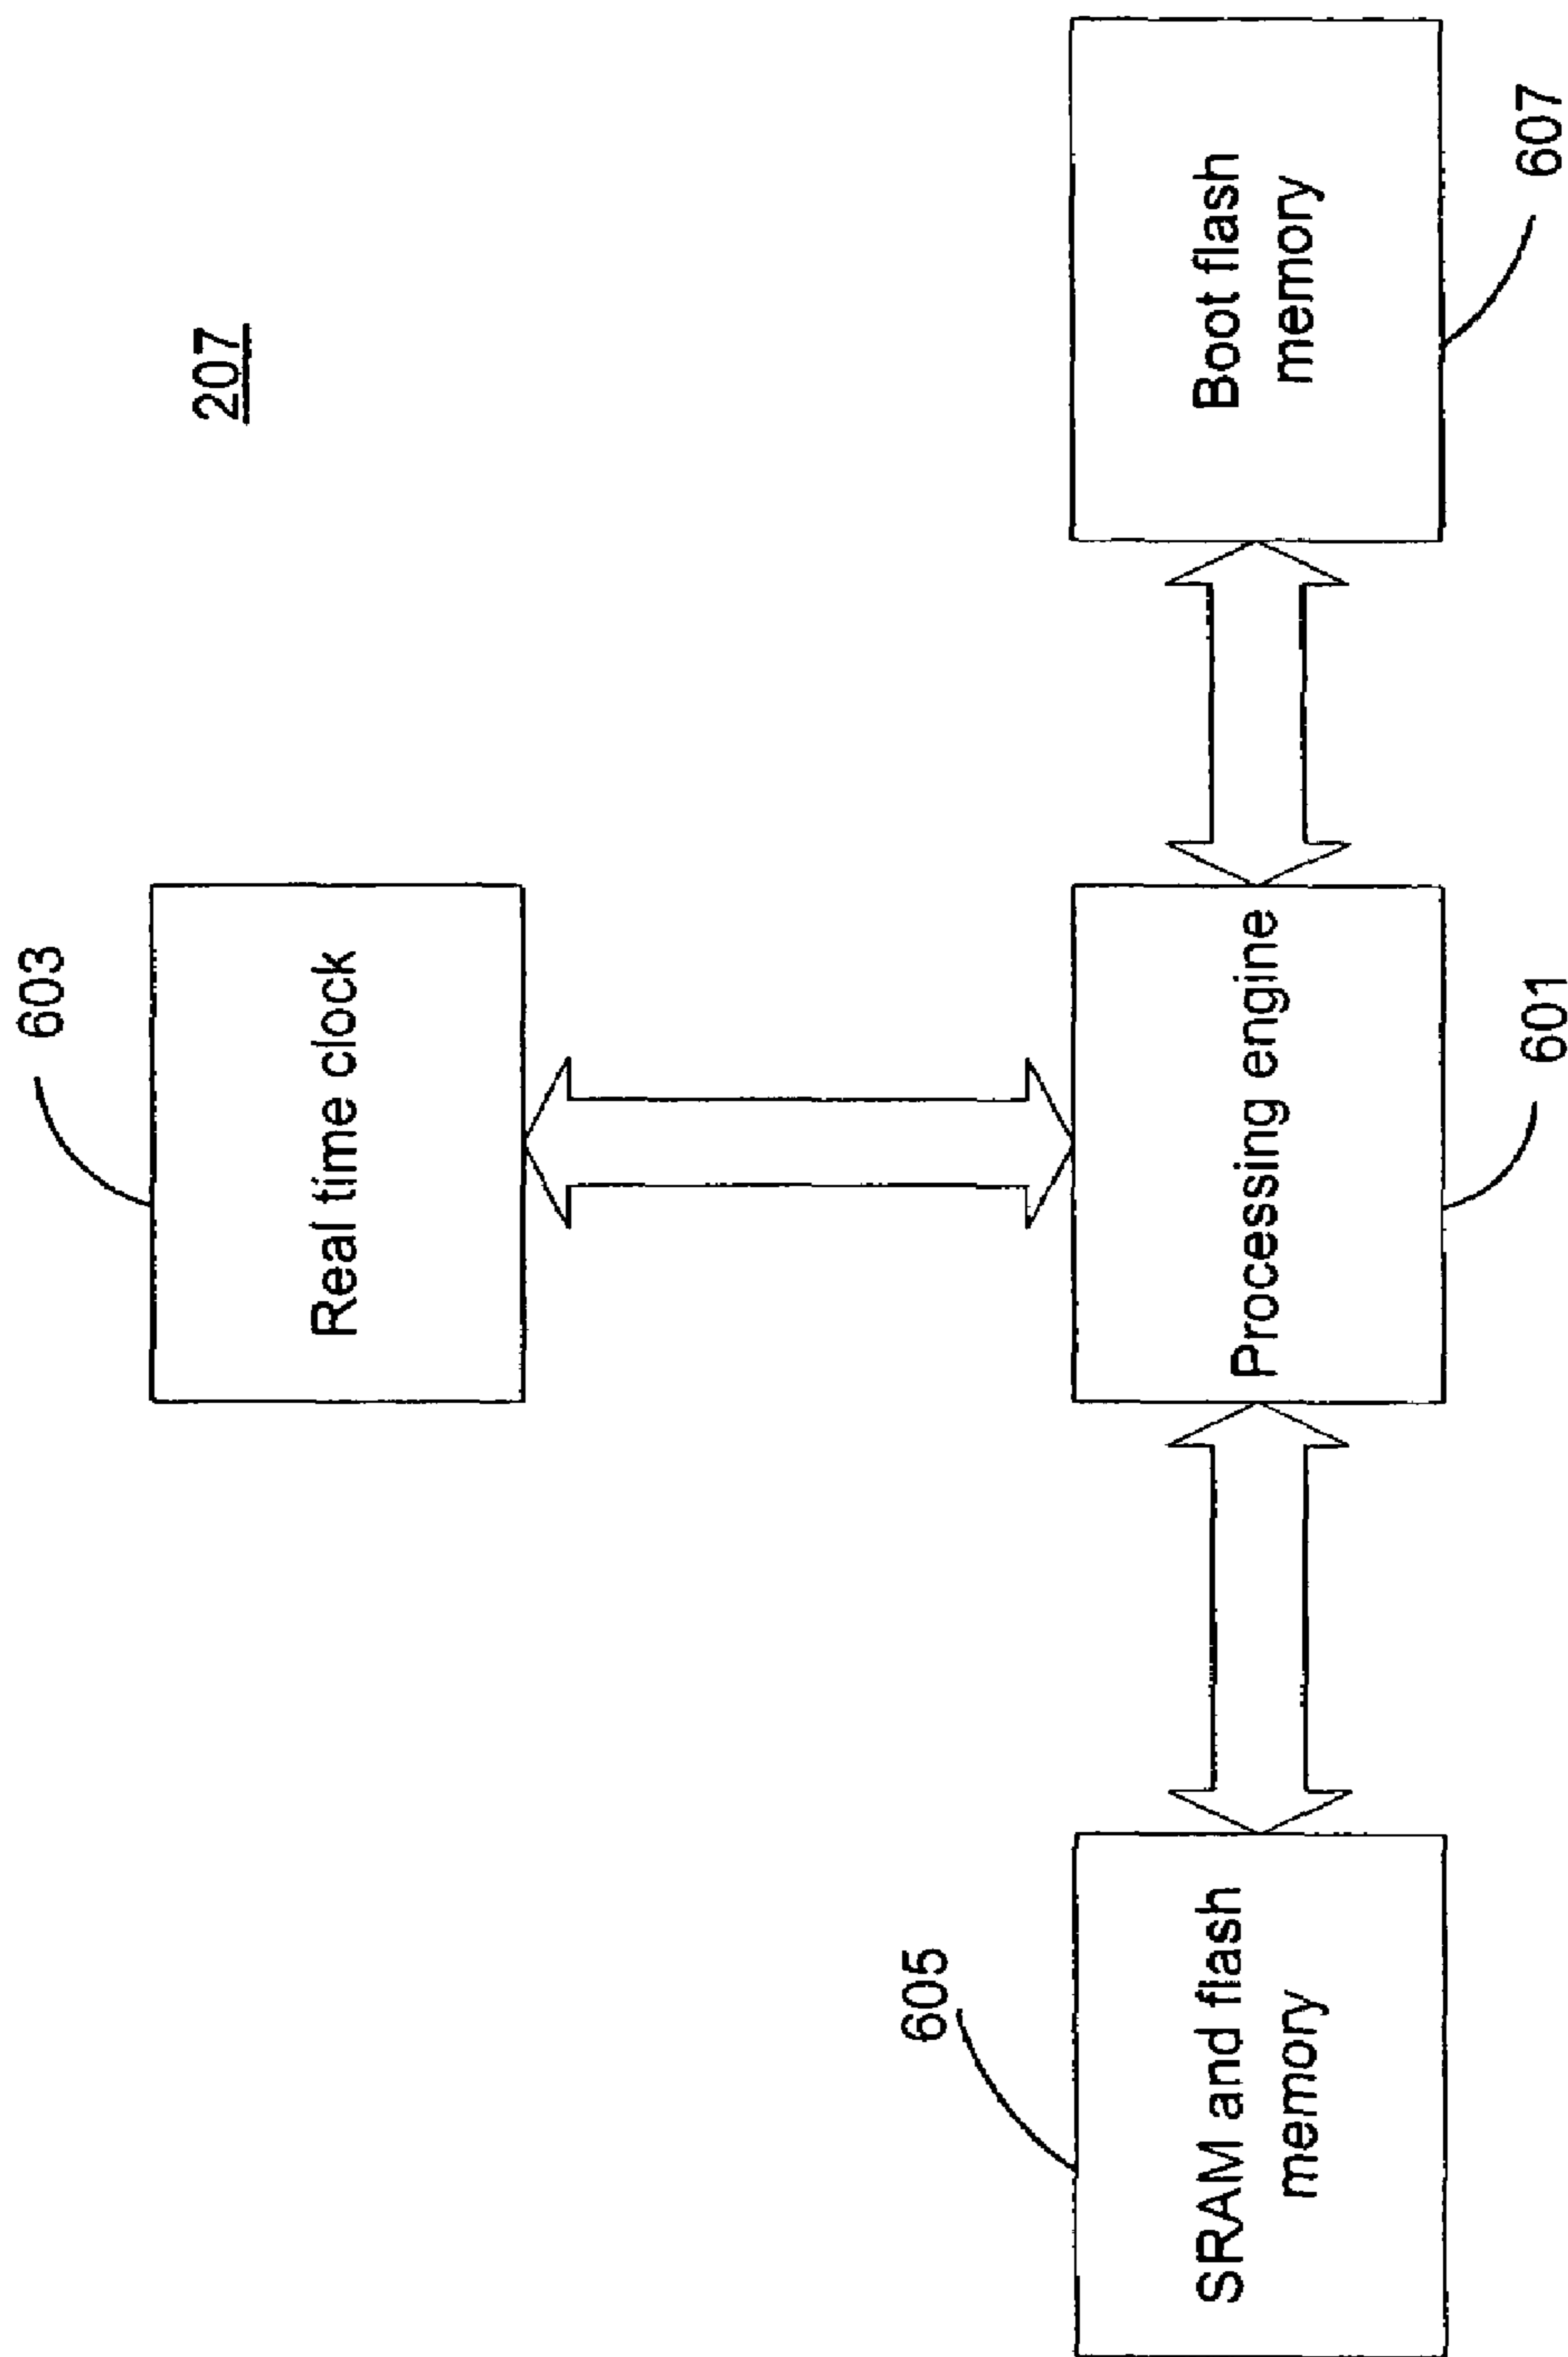 207
603
Real time clock
605
SRAM and flash
memory
Processing engine
601
Boot flash
memory
607